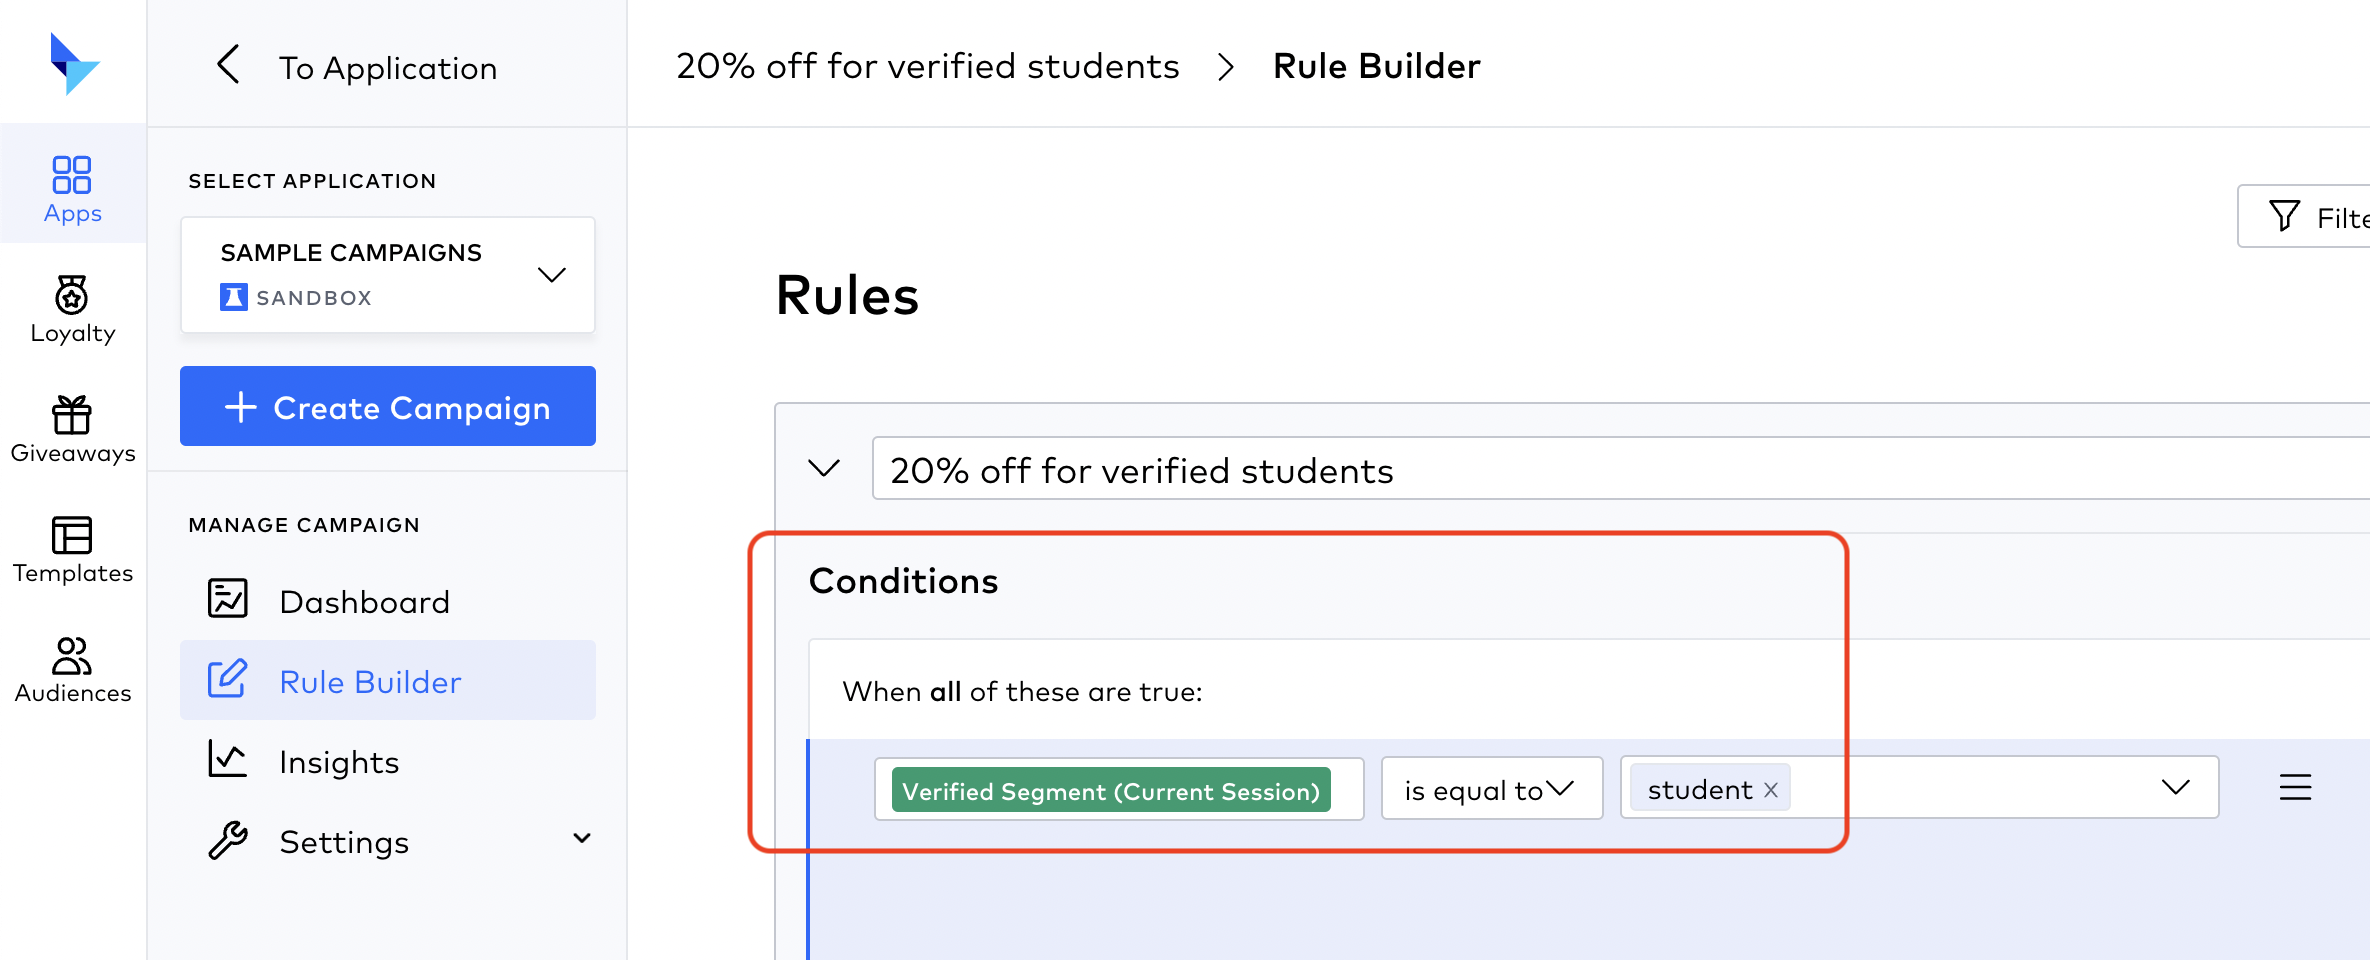 To Application
20% off for verified students > Rule Builder
Apps
Loyalty
Giveaways
Templates
Audiences
SELECT APPLICATION
SAMPLE CAMPAIGNS
SANDBOX
+ Create Campaign
MANAGE CAMPAIGN
Dashboard
Rule Builder
Insights
Settings
Rules
20% off for verified students
Conditions
When all of these are true:
Verified Segment (Current Session) is equal to student x